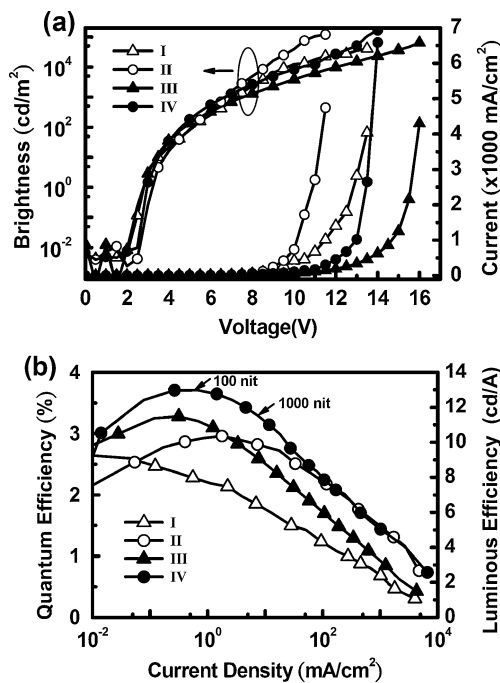 (a)
Brightness (cd/m²)
10⁴
10²
10⁰
10⁻²
I
II
III
IV
7
6
5
4
3
2
1
0
Current (x1000 mA/cm²)
0 2 4 6 8 10 12 14 16
Voltage(V)
(b)
Quantum Efficiency (%)
4
3
2
1
0
100 nit
1000 nit
I
II
III
IV
14
12
10
8
6
4
2
0
Luminous Efficiency (cd/A)
10⁻² 10⁰ 10² 10⁴
Current Density (mA/cm²)